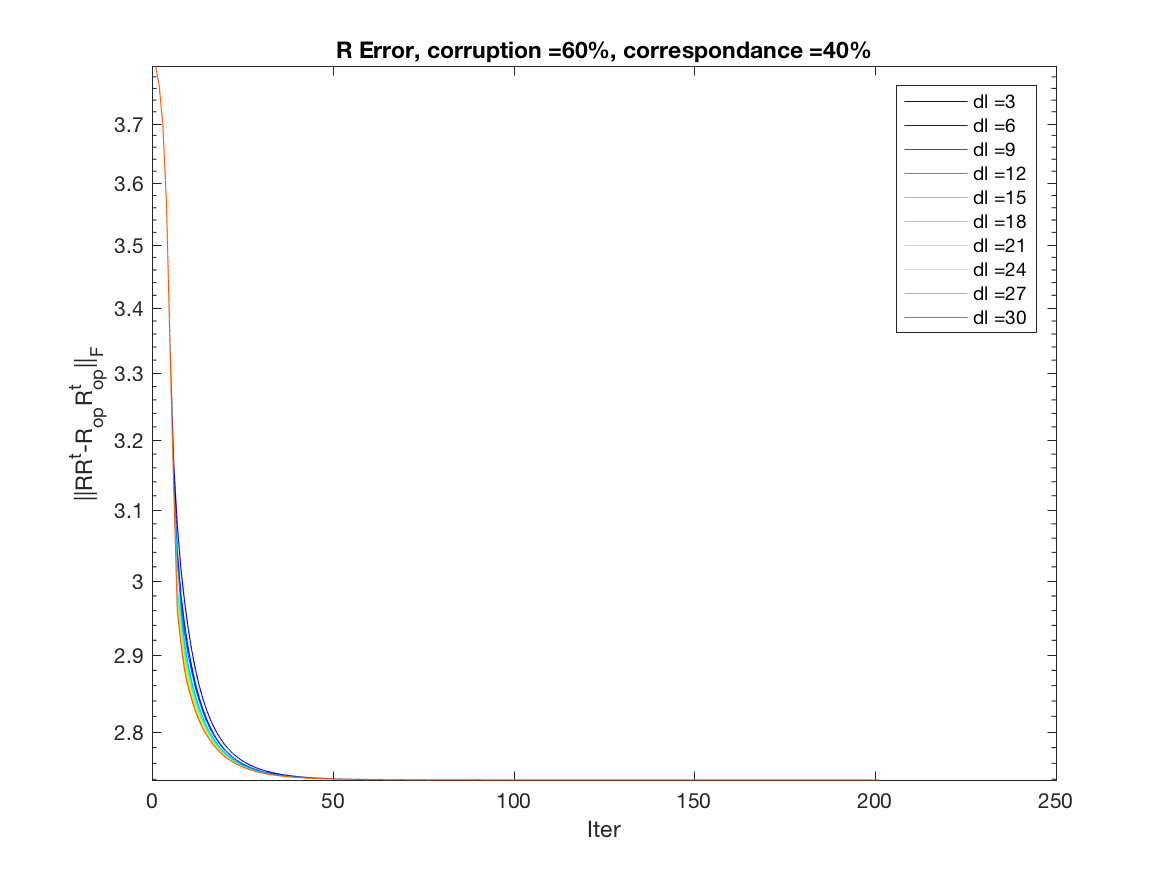 R Error, corruption =60%, correspondance =40%
||RR^t-R_op R^t_op||_F
3.7
3.6
3.5
3.4
3.3
3.2
3.1
3
2.9
2.8
0 50 100 150 200 250
Iter
dl =3
dl =6
dl =9
dl =12
dl =15
dl =18
dl =21
dl =24
dl =27
dl =30